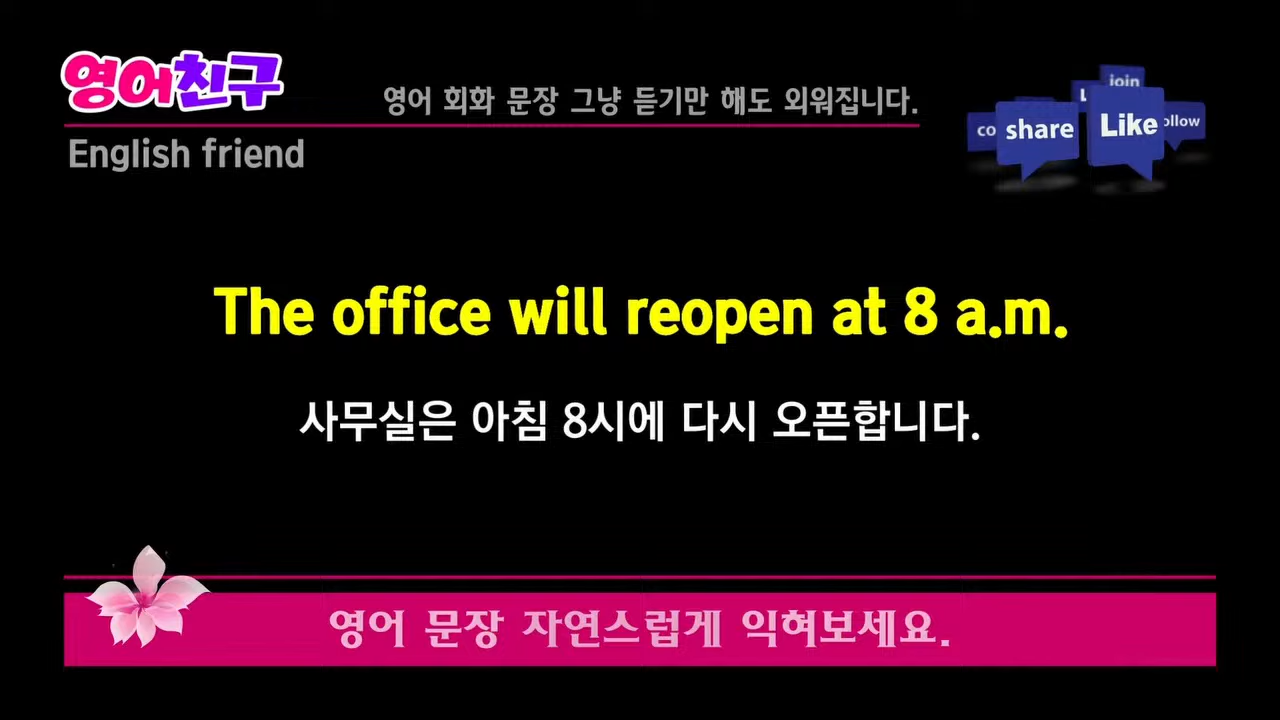 영어친구
영어 회화 문장 그냥 듣기만 해도 외워집니다.
English friend
join
share
Like
The office will reopen at 8 a.m.
사무실은 아침 8시에 다시 오픈합니다.
영어 문장 자연스럽게 익혀보세요.